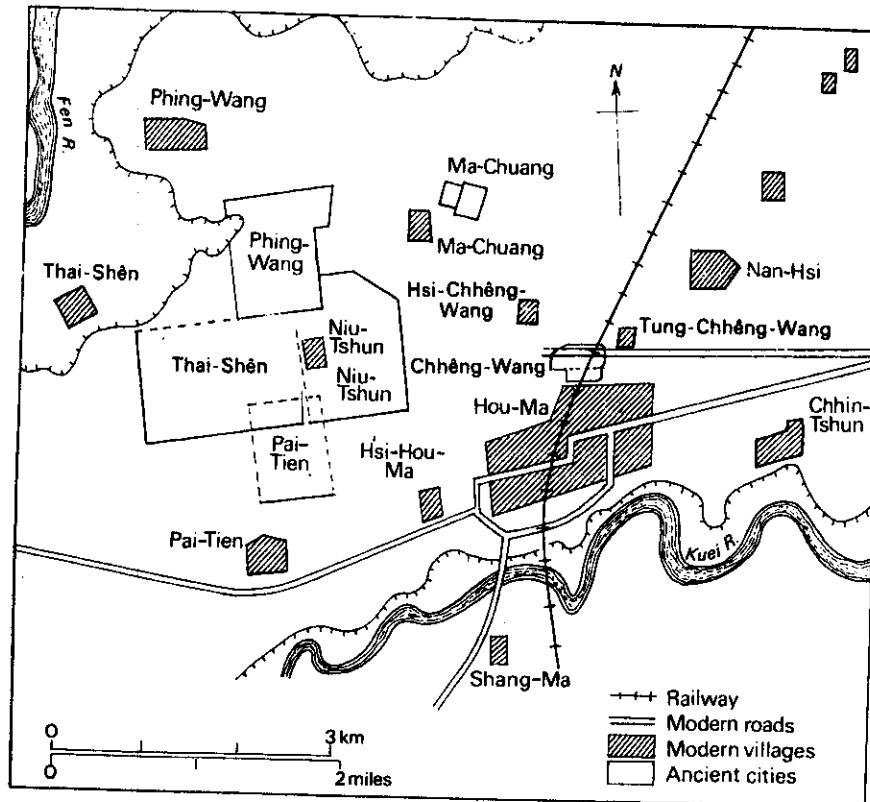 Fen R.
Phing-Wang
N
Ma-Chuang
Phing-
Wang
Ma-Chuang
Nan-Hsi
Thai-Shên
Hsi-Chhêng-
Wang
Tung-Chhêng-Wang
Niu-
Tshun
Thai-Shên
Niu-
Tshun
Chhêng-Wang
Hou-Ma
Chhin-
Tshun
Pai-
Tien
Hsi-Hou-
Ma
Pai-Tien
Kuei R.
Shang-Ma
Railway
Modern roads
Modern villages
Ancient cities
0
3 km
0
2 miles